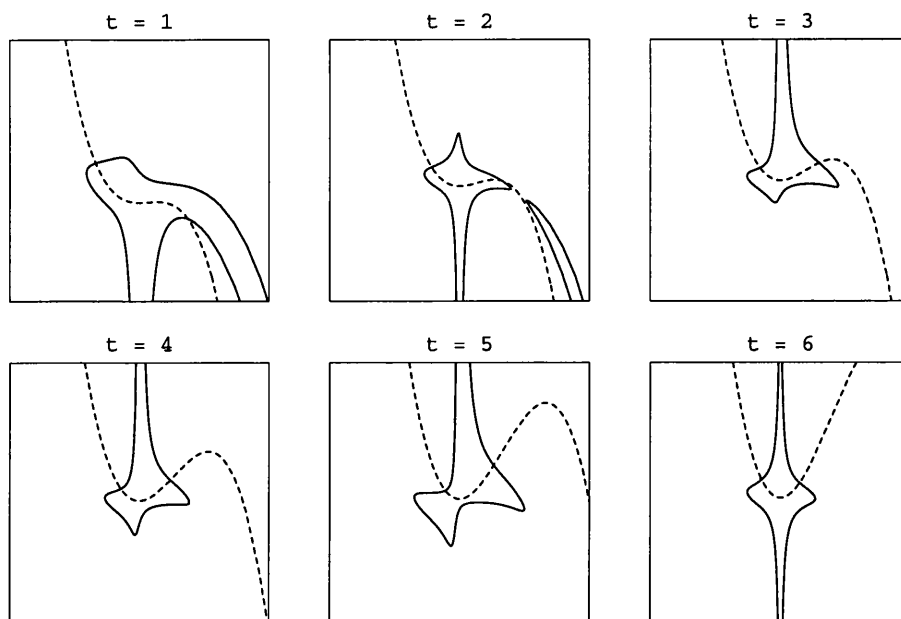 t = 1
t = 2
t = 3
t = 4
t = 5
t = 6